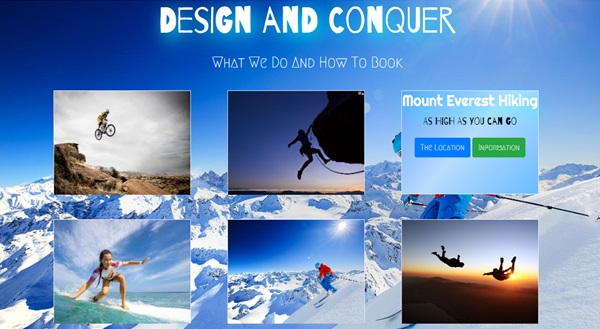 Design and Conquer
What We Do And How To Book
Mount Everest Hiking
AS HIGH AS YOU CAN GO
The Location
Information